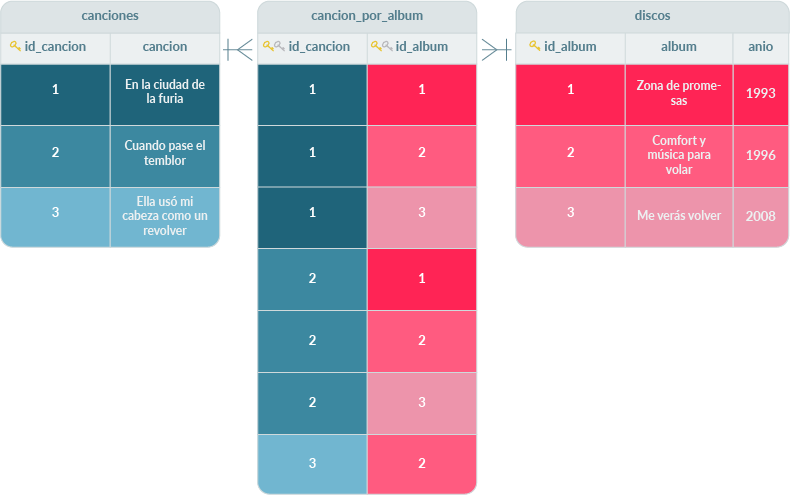 canciones
id_cancion cancion
1 En la ciudad de
la furia
2 Cuando pase el
temblor
3 Ella usó mi
cabeza como un
revolver
cancion_por_album
id_cancion id_album
1 1
1 2
1 3
2 1
2 2
2 3
3 2
discos
id_album album anio
1 Zona de prome-
sas 1993
2 Comfort y
música para
volar 1996
3 Me verás volver 2008